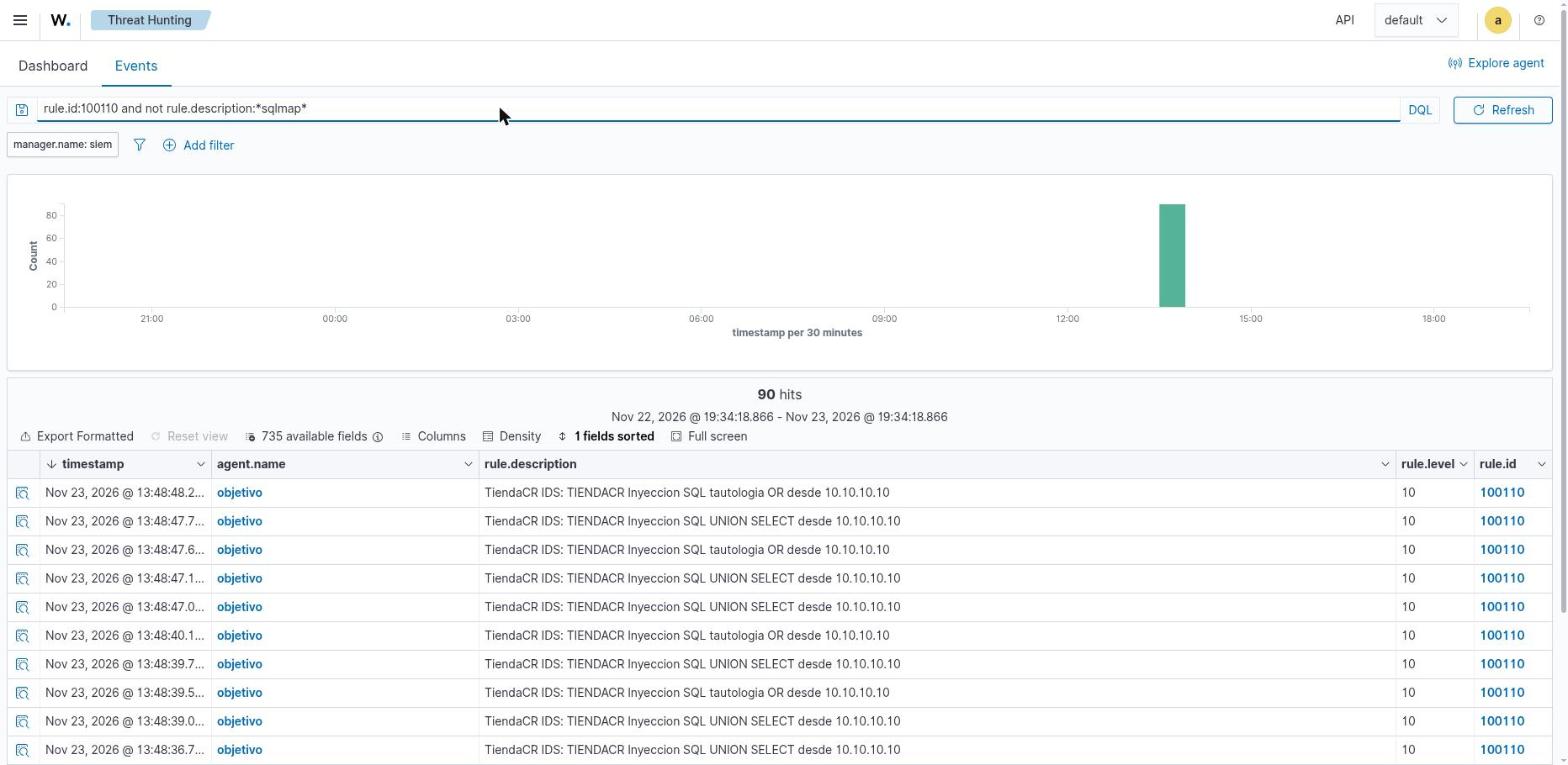 W. Threat Hunting API default a
Dashboard Events Explore agent
rule.id:100110 and not rule.description:*sqlmap* DQL Refresh
manager.name: siem Add filter
80
60
40
20
0
Count
21:00 00:00 03:00 06:00 09:00 12:00 15:00 18:00
timestamp per 30 minutes
90 hits
Nov 22, 2026 @ 19:34:18.866 - Nov 23, 2026 @ 19:34:18.866
Export Formatted Reset view 735 available fields Columns Density 1 fields sorted Full screen
timestamp agent.name rule.description rule.level rule.id
Nov 23, 2026 @ 13:48:48.2... objetivo TiendaCR IDS: TIENDACR Inyeccion SQL tautologia OR desde 10.10.10.10 10 100110
Nov 23, 2026 @ 13:48:47.7... objetivo TiendaCR IDS: TIENDACR Inyeccion SQL UNION SELECT desde 10.10.10.10 10 100110
Nov 23, 2026 @ 13:48:47.6... objetivo TiendaCR IDS: TIENDACR Inyeccion SQL tautologia OR desde 10.10.10.10 10 100110
Nov 23, 2026 @ 13:48:47.1... objetivo TiendaCR IDS: TIENDACR Inyeccion SQL UNION SELECT desde 10.10.10.10 10 100110
Nov 23, 2026 @ 13:48:47.0... objetivo TiendaCR IDS: TIENDACR Inyeccion SQL UNION SELECT desde 10.10.10.10 10 100110
Nov 23, 2026 @ 13:48:40.1... objetivo TiendaCR IDS: TIENDACR Inyeccion SQL tautologia OR desde 10.10.10.10 10 100110
Nov 23, 2026 @ 13:48:39.7... objetivo TiendaCR IDS: TIENDACR Inyeccion SQL UNION SELECT desde 10.10.10.10 10 100110
Nov 23, 2026 @ 13:48:39.5... objetivo TiendaCR IDS: TIENDACR Inyeccion SQL tautologia OR desde 10.10.10.10 10 100110
Nov 23, 2026 @ 13:48:39.0... objetivo TiendaCR IDS: TIENDACR Inyeccion SQL UNION SELECT desde 10.10.10.10 10 100110
Nov 23, 2026 @ 13:48:36.7... objetivo TiendaCR IDS: TIENDACR Inyeccion SQL UNION SELECT desde 10.10.10.10 10 100110